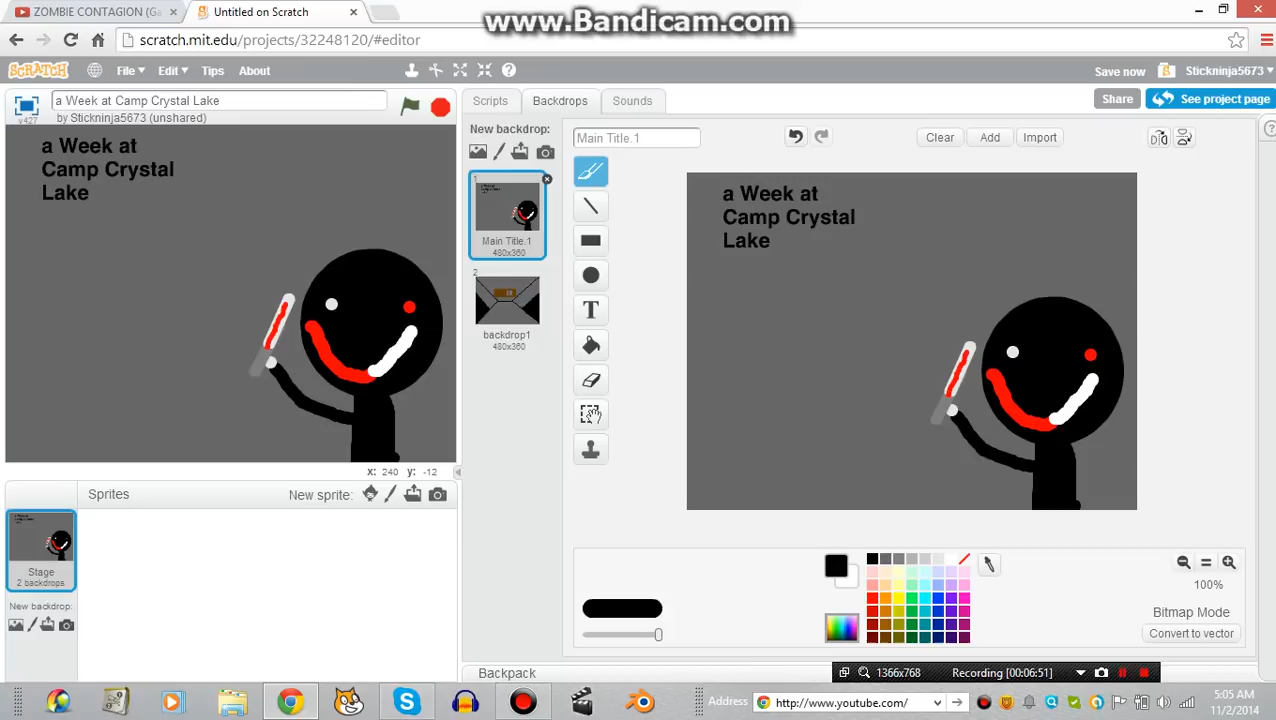 www.Bandicam.com
ZOMBIE CONTAGION (Ga
Untitled on Scratch
scratch.mit.edu/projects/32248120/#editor
SCRATCH
File
Edit
Tips
About
Save now
Stickninja5673
v427
a Week at Camp Crystal Lake
by Stickninja5673 (unshared)
Scripts
Backdrops
Sounds
Share
See project page
New backdrop:
Main Title.1
Clear
Add
Import
a Week at
Camp Crystal
Lake
1
Main Title.1
480x360
2
backdrop1
480x360
a Week at
Camp Crystal
Lake
T
x: 240 y: -12
Sprites
New sprite:
Stage
2 backdrops
New backdrop:
100%
Bitmap Mode
Convert to vector
Backpack
1366x768
Recording [00:06:51]
Address
http://www.youtube.com/
5:05 AM
11/2/2014